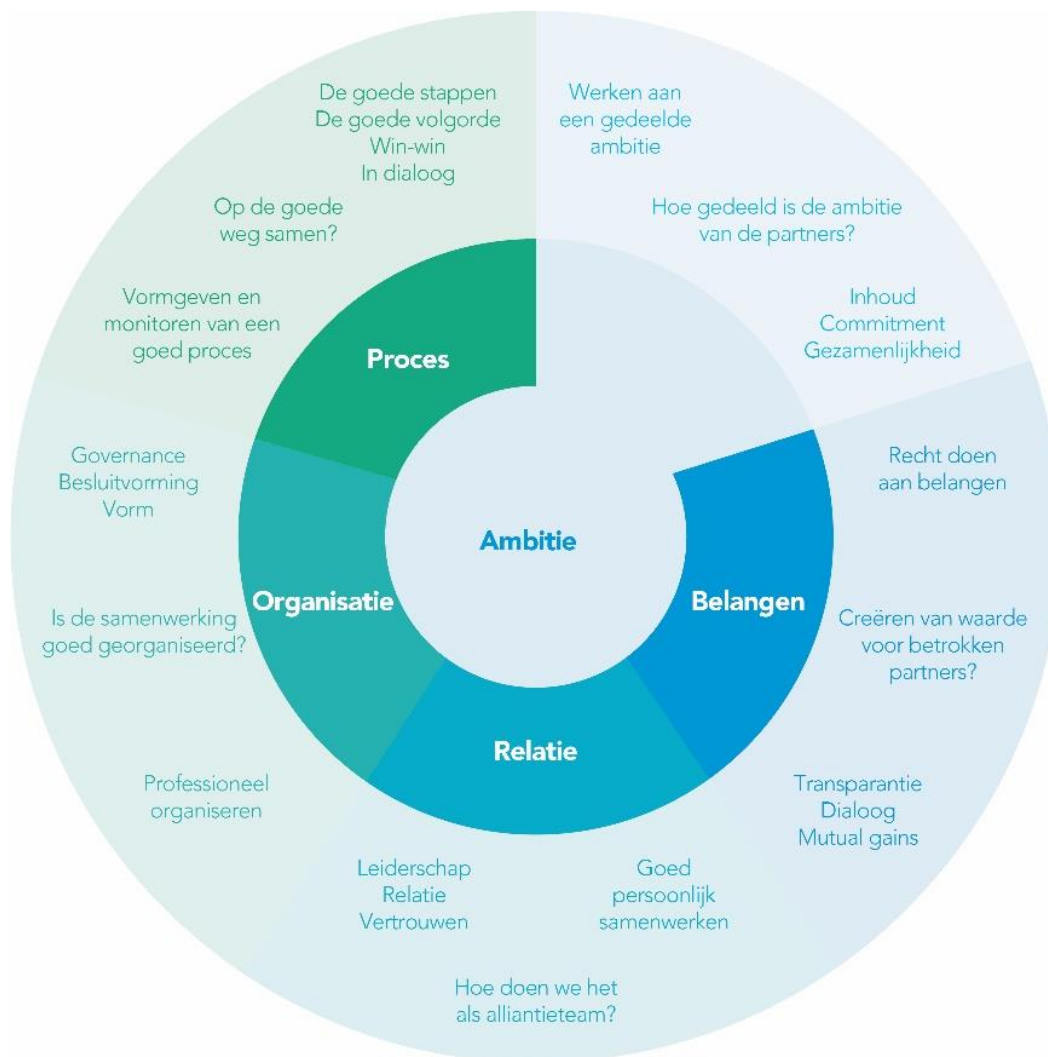 De goede stappen
De goede volgorde
Win-win
In dialoog
Op de goede
weg samen?
Vormgeven en
monitoren van een
goed proces
Proces
Werken aan
een gedeelde
ambitie
Hoe gedeeld is de ambitie
van de partners?
Inhoud
Commitment
Gezamenlijkheid
Ambitie
Recht doen
aan belangen
Creëren van waarde
voor betrokken
partners?
Transparantie
Dialoog
Mutual gains
Belangen
Relatie
Goed
persoonlijk
samenwerken
Hoe doen we het
als alliantieteam?
Leiderschap
Relatie
Vertrouwen
Organisatie
Governance
Besluitvorming
Vorm
Is de samenwerking
goed georganiseerd?
Professioneel
organiseren